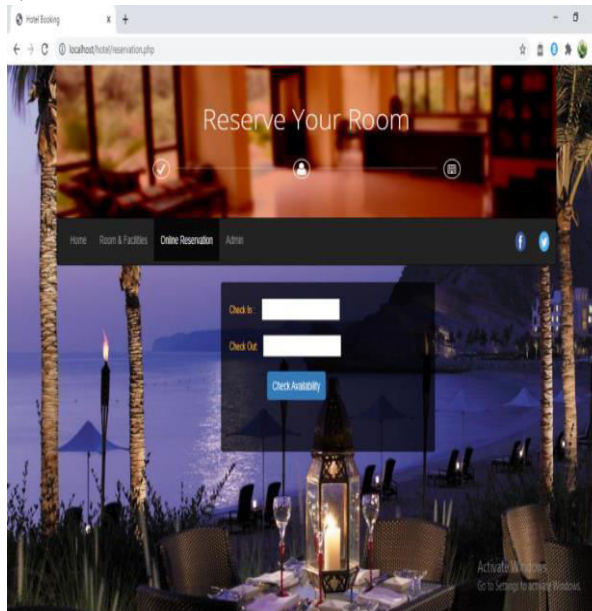 Hotel Booking
localhost/hotel/reservation.php
Reserve Your Room
Home Room & Facilities Online Reservation Admin
Check In :
Check Out:
Check Availability
Activate Windows
Go to Settings to activate Windows.